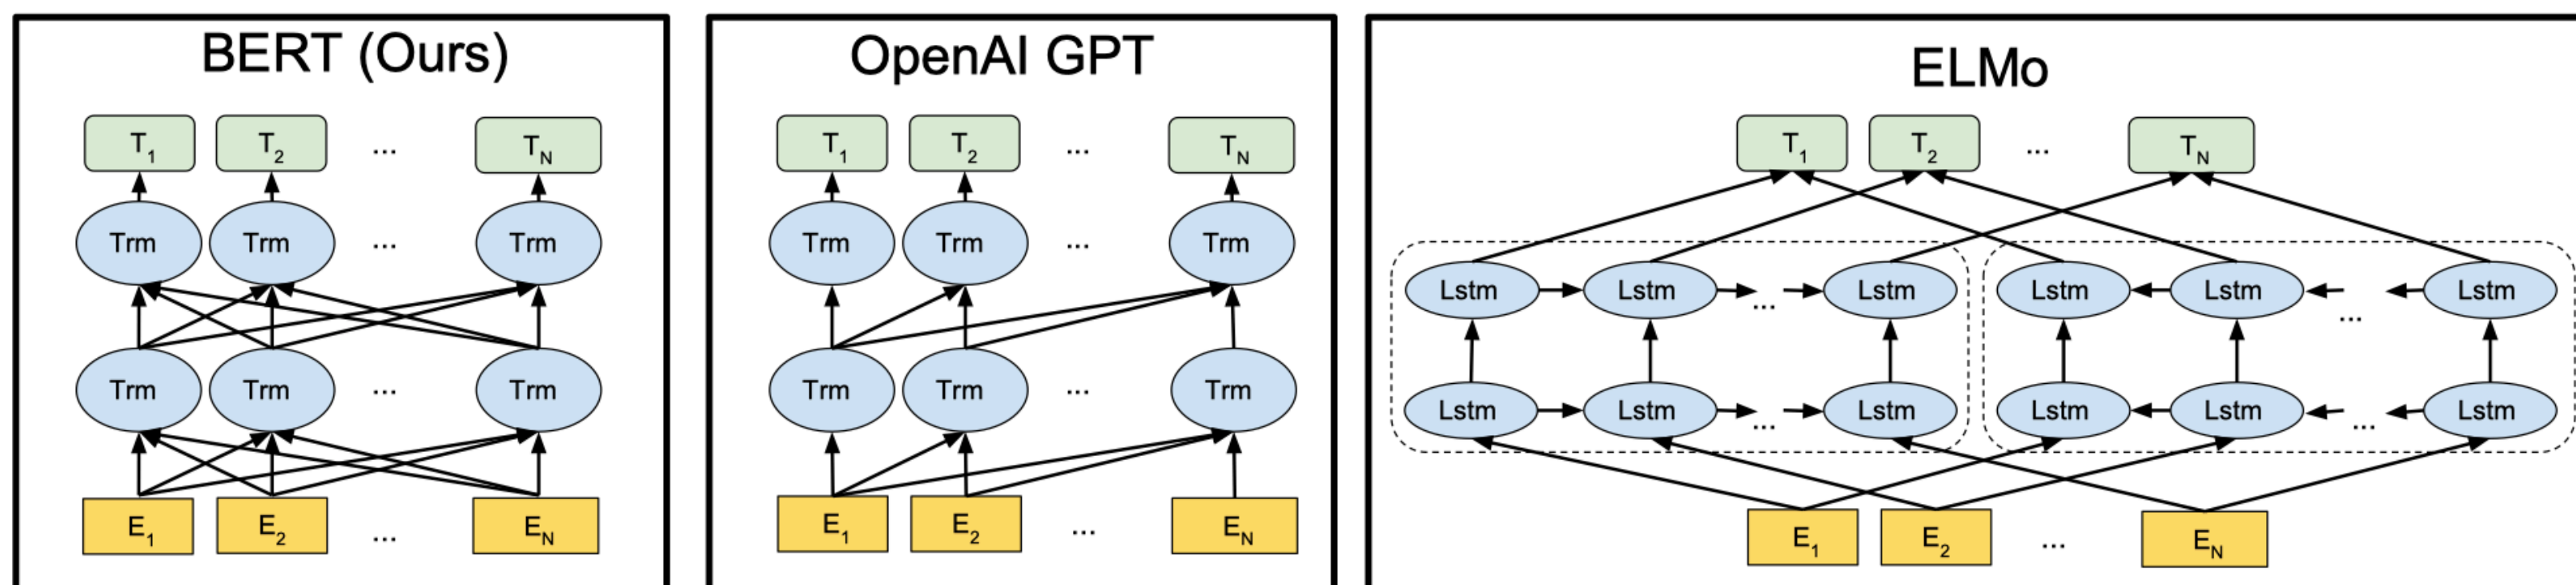 BERT (Ours)
T1 T2 ... TN
Trm Trm ... Trm
Trm Trm ... Trm
E1 E2 ... EN
OpenAI GPT
T1 T2 ... TN
Trm Trm ... Trm
Trm Trm ... Trm
E1 E2 ... EN
ELMo
T1 T2 ... TN
Lstm Lstm ... Lstm Lstm Lstm ... Lstm
Lstm Lstm ... Lstm Lstm Lstm ... Lstm
E1 E2 ... EN